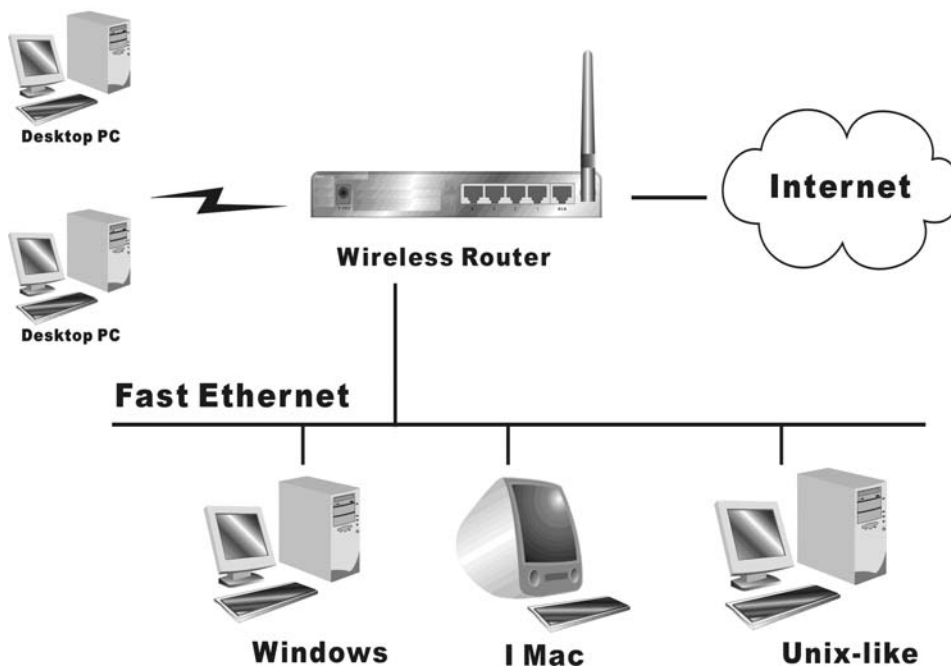 Desktop PC
Internet
Wireless Router
Desktop PC
Fast Ethernet
Windows
I Mac
Unix-like